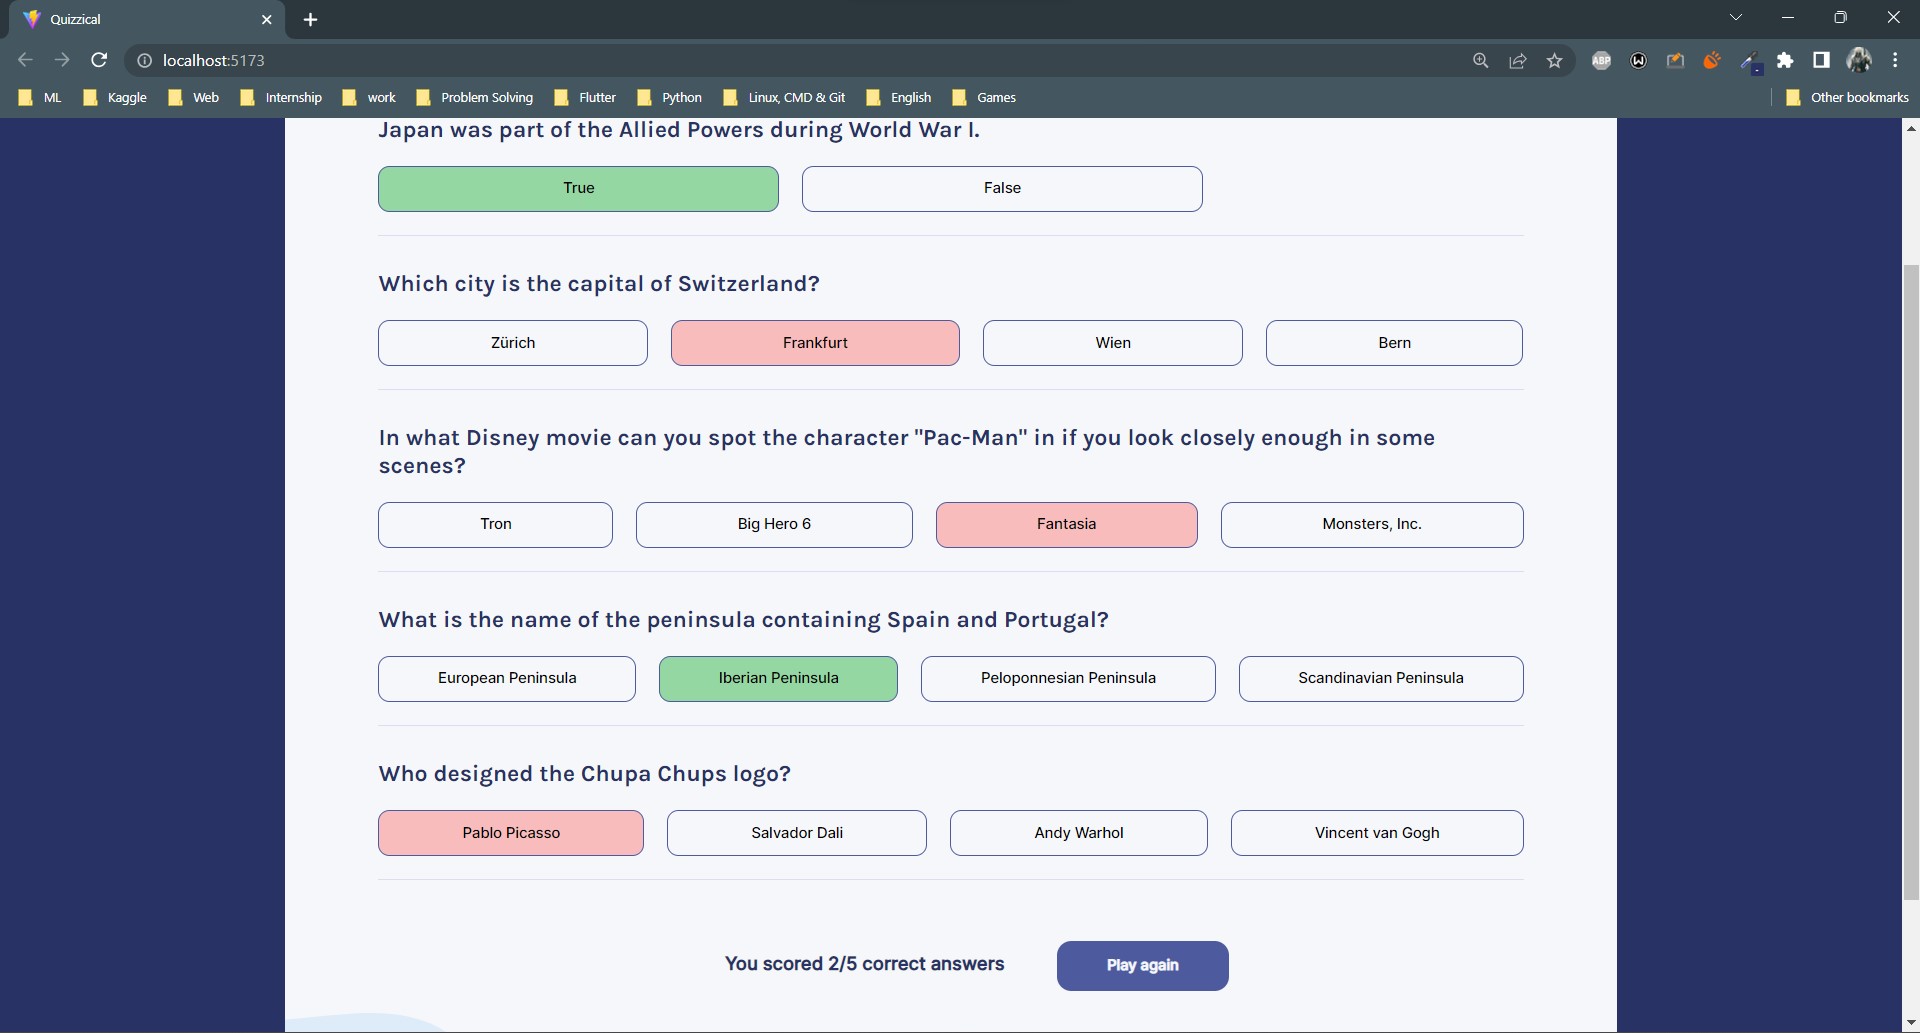 Quizzical
localhost:5173
ABP
ML Kaggle Web Internship work Problem Solving Flutter Python Linux, CMD & Git English Games Other bookmarks
Japan was part of the Allied Powers during World War I.
True False
Which city is the capital of Switzerland?
Zürich Frankfurt Wien Bern
In what Disney movie can you spot the character "Pac-Man" in if you look closely enough in some
scenes?
Tron Big Hero 6 Fantasia Monsters, Inc.
What is the name of the peninsula containing Spain and Portugal?
European Peninsula Iberian Peninsula Peloponnesian Peninsula Scandinavian Peninsula
Who designed the Chupa Chups logo?
Pablo Picasso Salvador Dali Andy Warhol Vincent van Gogh
You scored 2/5 correct answers Play again